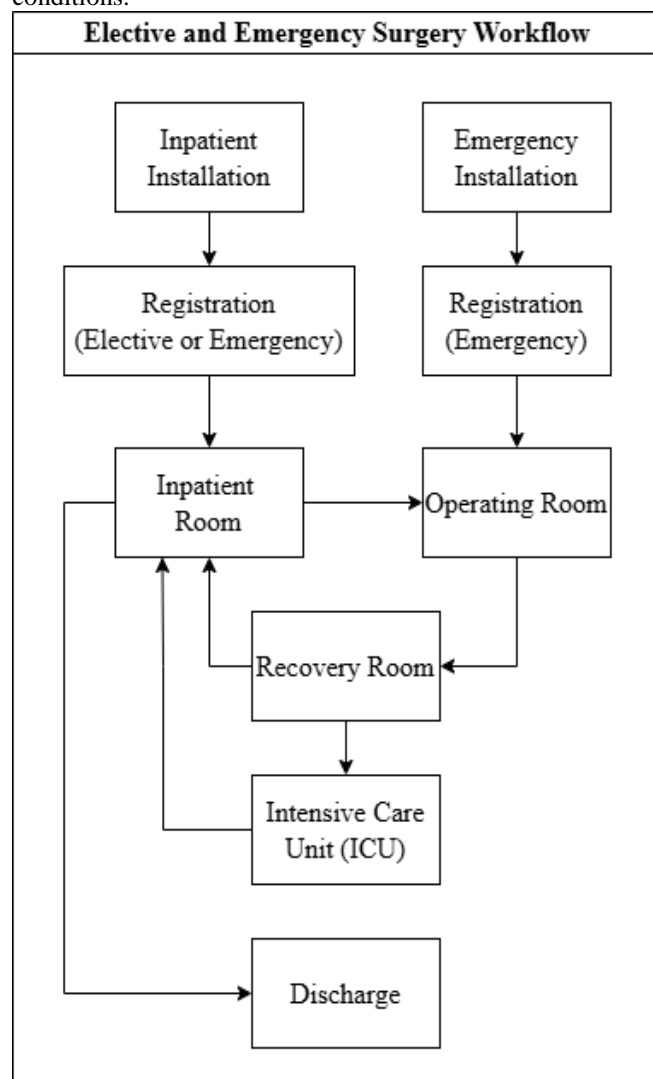 conditions.
Elective and Emergency Surgery Workflow
Inpatient
Installation
Emergency
Installation
Registration
(Elective or Emergency)
Registration
(Emergency)
Inpatient
Room
Operating Room
Recovery Room
Intensive Care
Unit (ICU)
Discharge